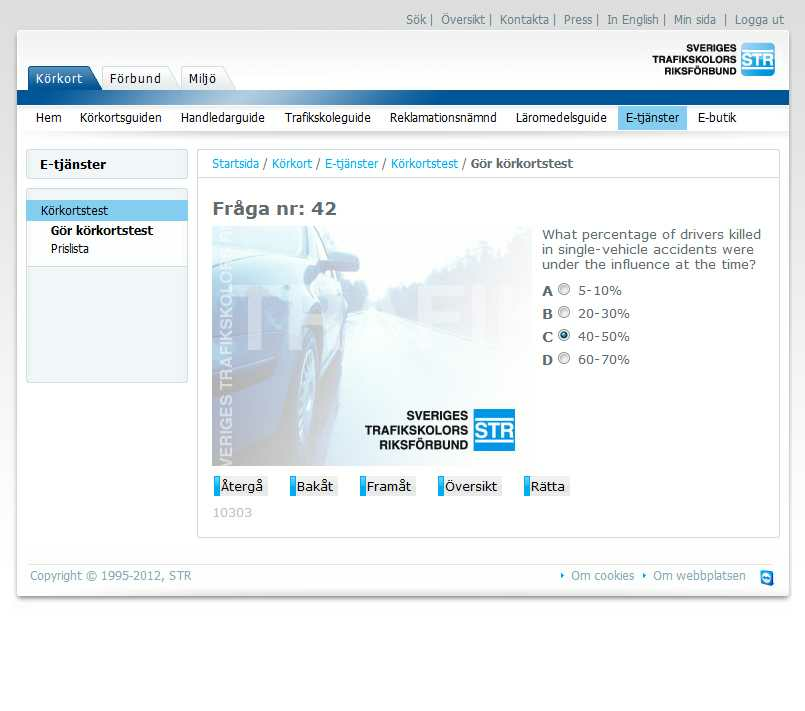 Sök | Översikt | Kontakta | Press | In English | Min sida | Logga ut
SVERIGES
TRAFIKSKOLORS
RIKSFÖRBUND
STR
Körkort Förbund Miljö
Hem Körkortsguiden Handledarguide Trafikskoleguide Reklamationsnämnd Läromedelsguide E-tjänster E-butik
E-tjänster
Körkortstest
Gör körkortstest
Prislista
Startsida / Körkort / E-tjänster / Körkortstest / Gör körkortstest
Fråga nr: 42
SVERIGES TRAFIKSKOLORS
TRAFIK
SVERIGES
TRAFIKSKOLORS
RIKSFÖRBUND
STR
What percentage of drivers killed
in single-vehicle accidents were
under the influence at the time?
A 5-10%
B 20-30%
C 40-50%
D 60-70%
Återgå Bakåt Framåt Översikt Rätta
10303
Copyright © 1995-2012, STR
Om cookies Om webbplatsen